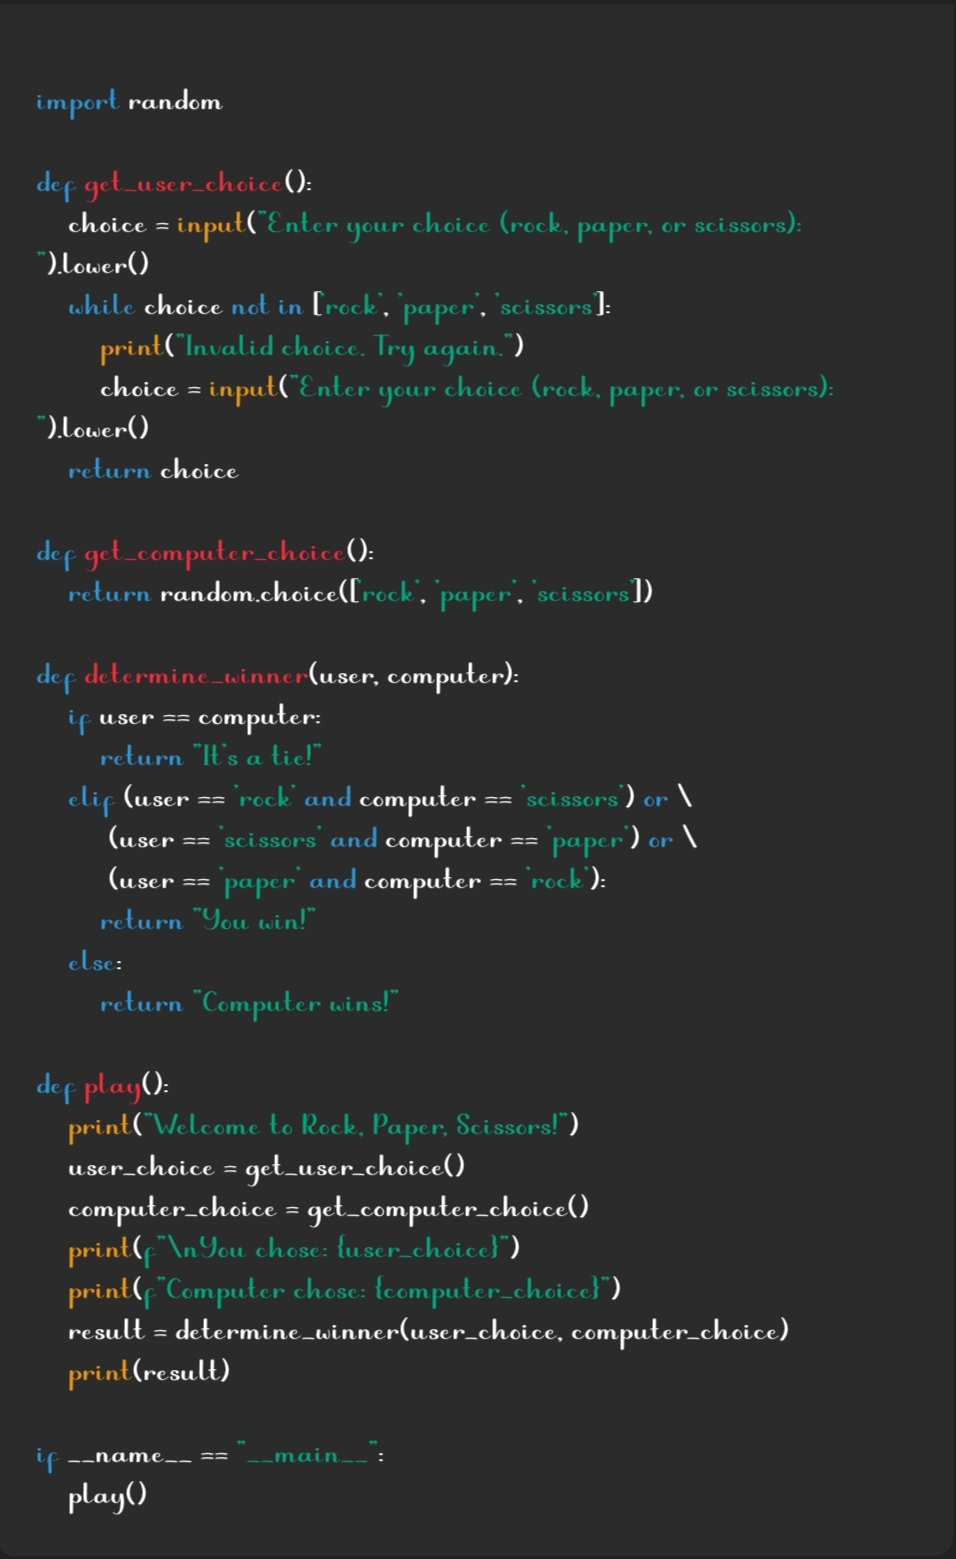 import random
def get_user_choice():
choice = input("Enter your choice (rock, paper, or scissors):
").lower()
while choice not in ['rock', 'paper', 'scissors']:
print("Invalid choice. Try again.")
choice = input("Enter your choice (rock, paper, or scissors):
").lower()
return choice
def get_computer_choice():
return random.choice(['rock', 'paper', 'scissors'])
def determine_winner(user, computer):
if user == computer:
return "It's a tie!"
elif (user == 'rock' and computer == 'scissors') or \
(user == 'scissors' and computer == 'paper') or \
(user == 'paper' and computer == 'rock'):
return "You win!"
else:
return "Computer wins!"
def play():
print("Welcome to Rock, Paper, Scissors!")
user_choice = get_user_choice()
computer_choice = get_computer_choice()
print(f"\nYou chose: {user_choice}")
print(f"Computer chose: {computer_choice}")
result = determine_winner(user_choice, computer_choice)
print(result)
if __name__ == "__main__":
play()